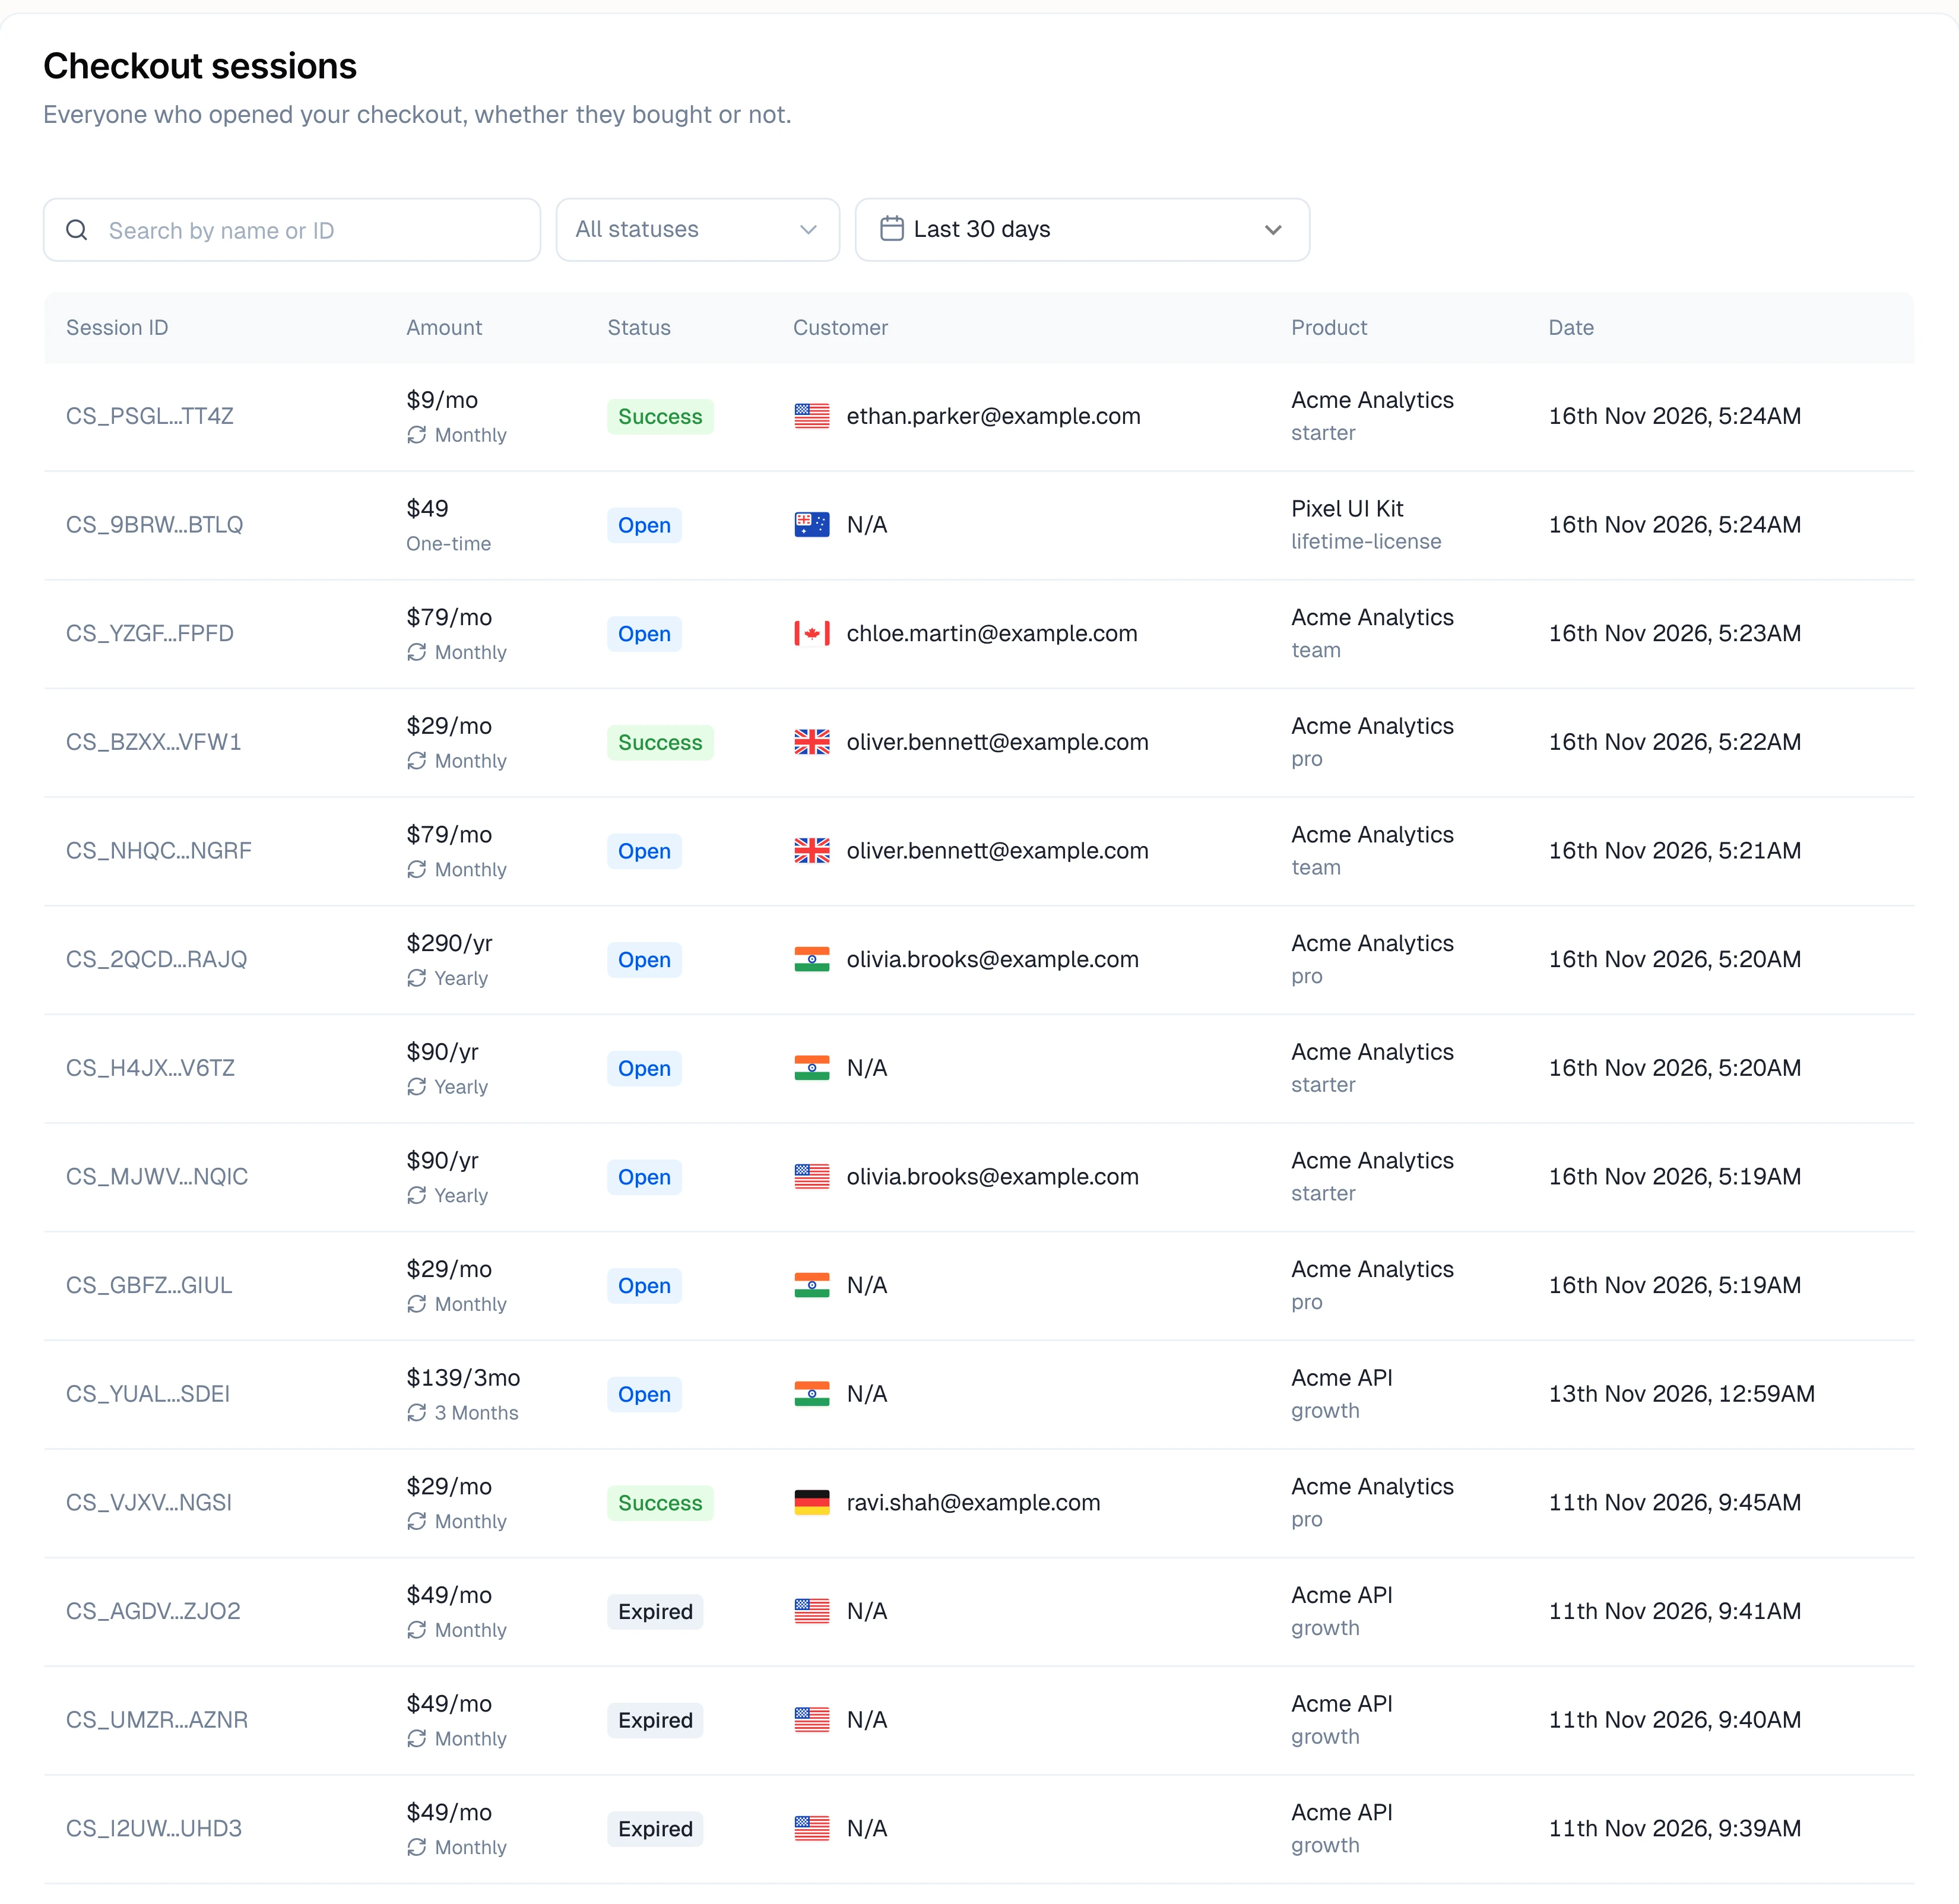 Checkout sessions
Everyone who opened your checkout, whether they bought or not.
Search by name or ID
All statuses
Last 30 days
Session ID Amount Status Customer Product Date
CS_PSGL...TT4Z $9/mo Monthly Success ethan.parker@example.com Acme Analytics starter 16th Nov 2026, 5:24AM
CS_9BRW...BTLQ $49 One-time Open N/A Pixel UI Kit lifetime-license 16th Nov 2026, 5:24AM
CS_YZGF...FPFD $79/mo Monthly Open chloe.martin@example.com Acme Analytics team 16th Nov 2026, 5:23AM
CS_BZXX...VFW1 $29/mo Monthly Success oliver.bennett@example.com Acme Analytics pro 16th Nov 2026, 5:22AM
CS_NHQC...NGRF $79/mo Monthly Open oliver.bennett@example.com Acme Analytics team 16th Nov 2026, 5:21AM
CS_2QCD...RAJQ $290/yr Yearly Open olivia.brooks@example.com Acme Analytics pro 16th Nov 2026, 5:20AM
CS_H4JX...V6TZ $90/yr Yearly Open N/A Acme Analytics starter 16th Nov 2026, 5:20AM
CS_MJWV...NQIC $90/yr Yearly Open olivia.brooks@example.com Acme Analytics starter 16th Nov 2026, 5:19AM
CS_GBFZ...GIUL $29/mo Monthly Open N/A Acme Analytics pro 16th Nov 2026, 5:19AM
CS_YUAL...SDEI $139/3mo 3 Months Open N/A Acme API growth 13th Nov 2026, 12:59AM
CS_VJXV...NGSI $29/mo Monthly Success ravi.shah@example.com Acme Analytics pro 11th Nov 2026, 9:45AM
CS_AGDV...ZJO2 $49/mo Monthly Expired N/A Acme API growth 11th Nov 2026, 9:41AM
CS_UMZR...AZNR $49/mo Monthly Expired N/A Acme API growth 11th Nov 2026, 9:40AM
CS_I2UW...UHD3 $49/mo Monthly Expired N/A Acme API growth 11th Nov 2026, 9:39AM